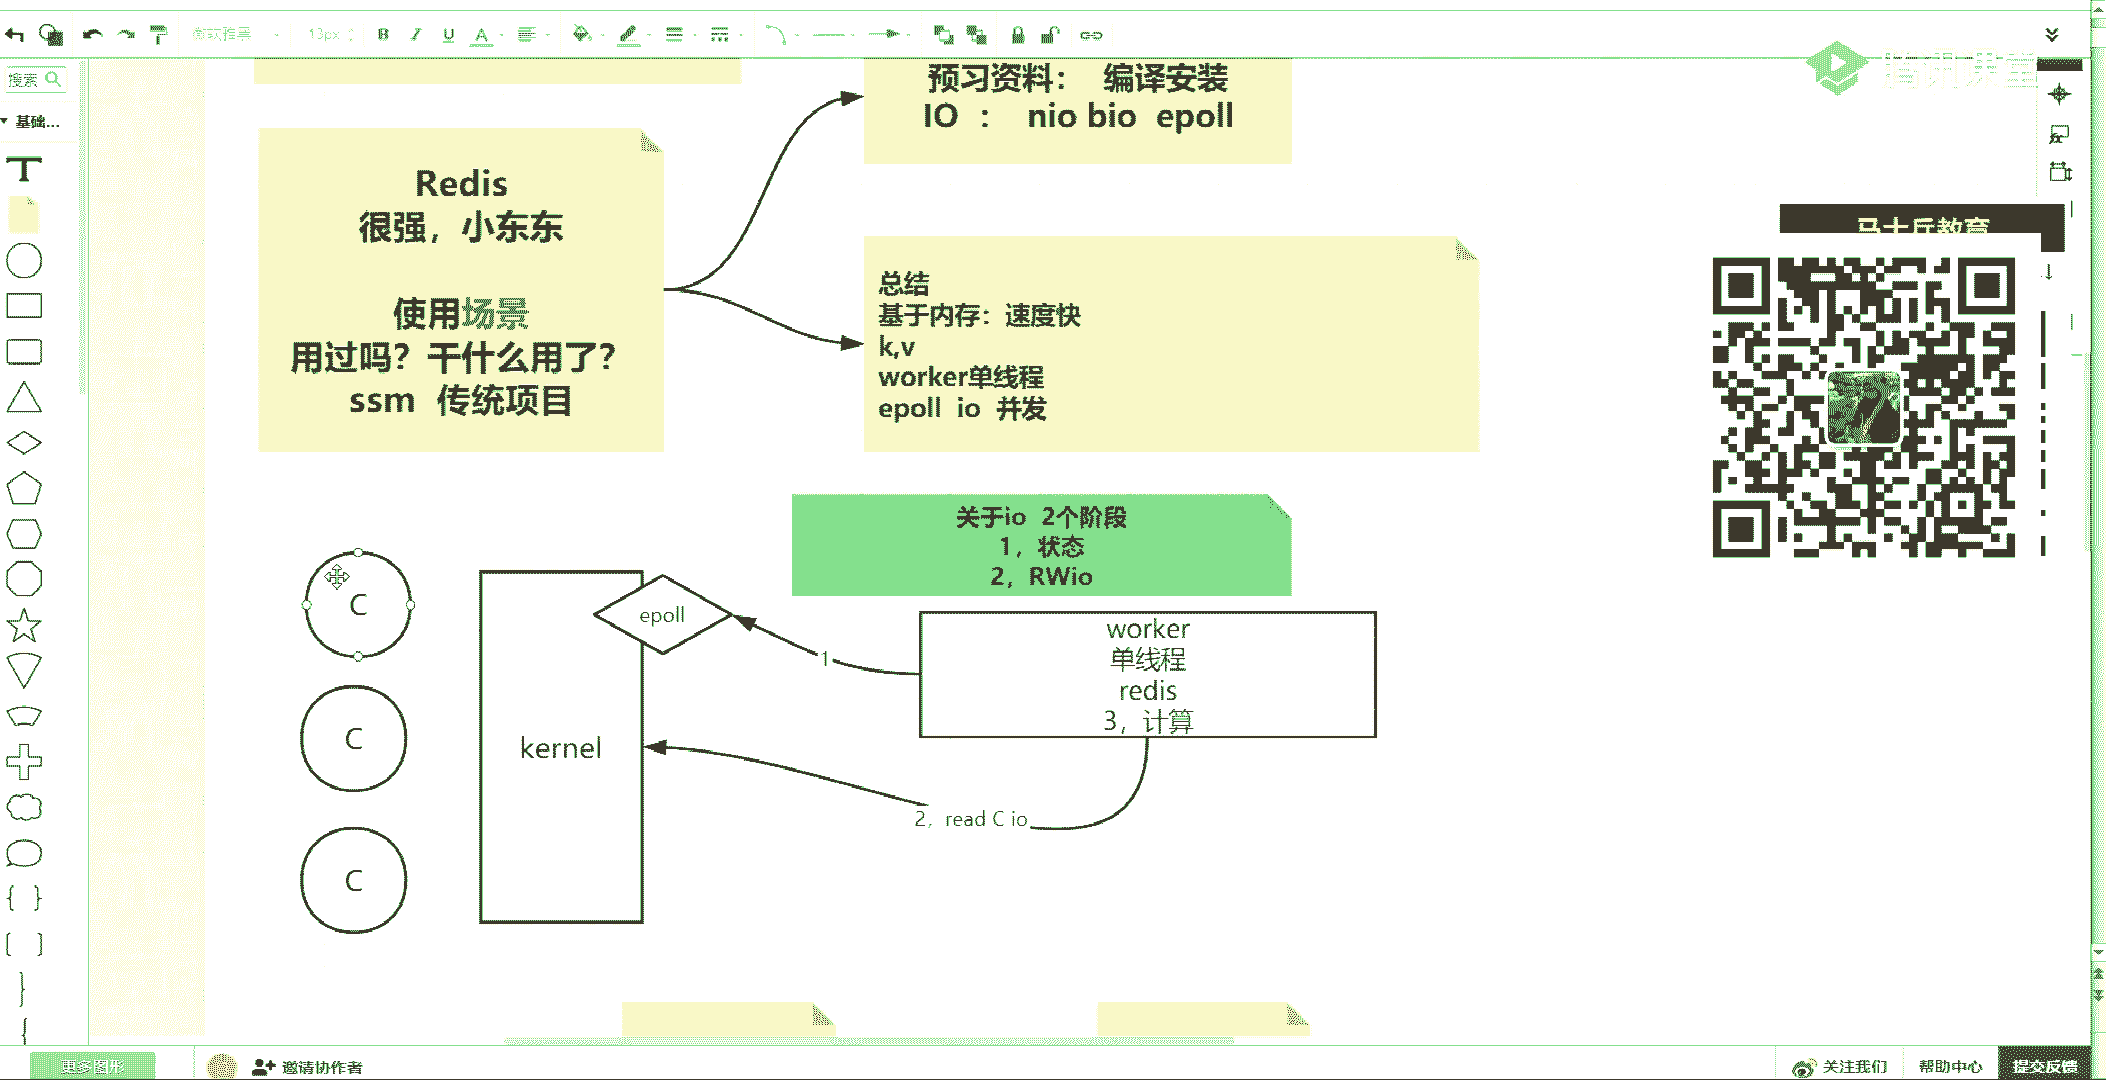 13px
B
I
U
A
搜索
基础...
T
预习资料： 编译安装
IO ： nio bio epoll
Redis
很强，小东东
使用场景
用过吗？干什么用了？
ssm 传统项目
总结
基于内存：速度快
k,v
worker单线程
epoll io 并发
马士兵教育
关于io 2个阶段
1，状态
2，RWio
C
epoll
1
worker
单线程
redis
3，计算
C
kernel
2，read C io
C
更多图形
邀请协作者
关注我们
帮助中心
提交反馈